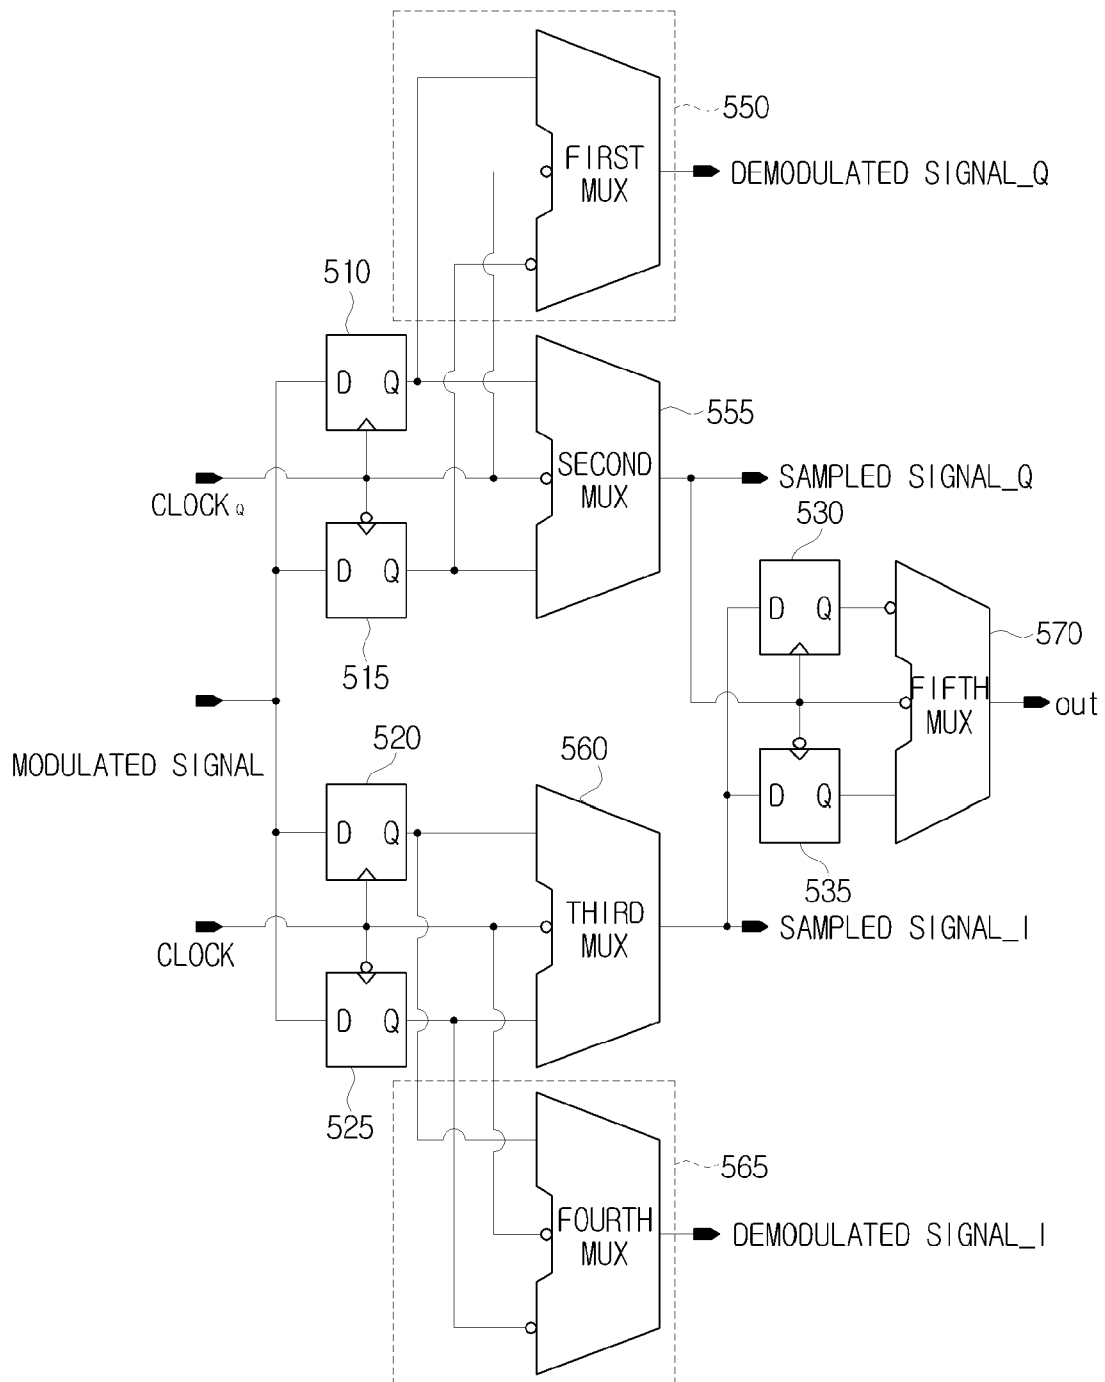 550
FIRST
MUX
DEMODULATED SIGNAL_Q
510
D Q
555
SECOND
MUX
SAMPLED SIGNAL_Q
CLOCKQ
530
D Q
D Q
570
515
FIFTH
MUX
out
MODULATED SIGNAL
520
560
D Q
D Q
535
THIRD
MUX
SAMPLED SIGNAL_I
CLOCK
D Q
525
565
FOURTH
MUX
DEMODULATED SIGNAL_I